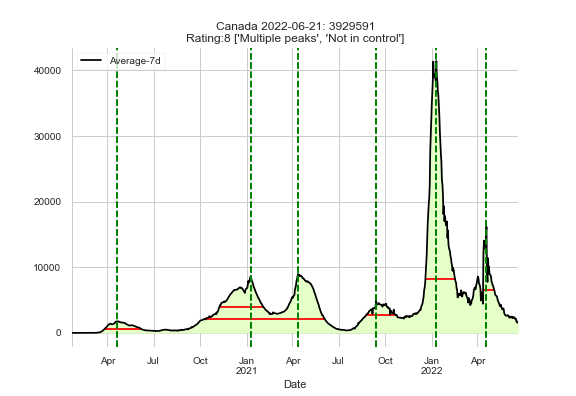 Canada 2022-06-21: 3929591
Rating:8 ['Multiple peaks', 'Not in control']
Average-7d
40000
30000
20000
10000
0
Apr Jul Oct Jan Apr Jul Oct Jan Apr
2021 2022
Date